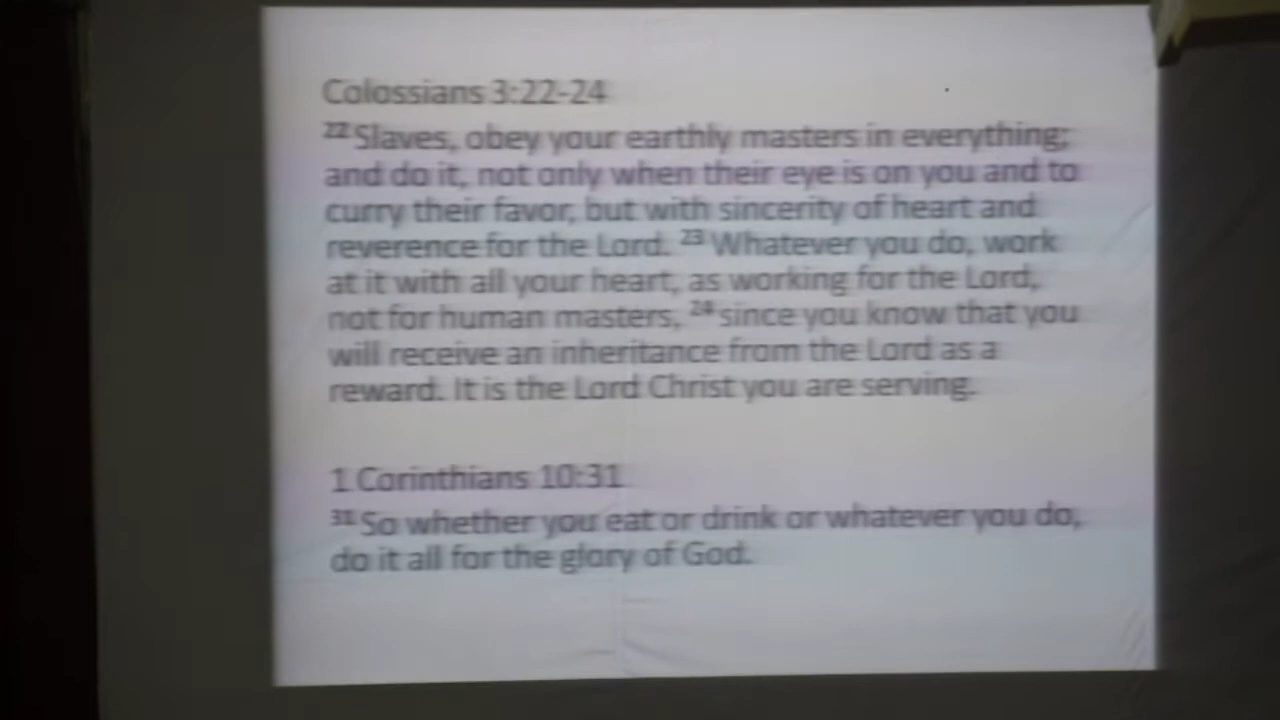 Colossians 3:22-24
22 Slaves, obey your earthly masters in everything;
and do it, not only when their eye is on you and to
curry their favor, but with sincerity of heart and
reverence for the Lord. 23 Whatever you do, work
at it with all your heart, as working for the Lord,
not for human masters, 24 since you know that you
will receive an inheritance from the Lord as a
reward. It is the Lord Christ you are serving.
1 Corinthians 10:31
31 So whether you eat or drink or whatever you do,
do it all for the glory of God.